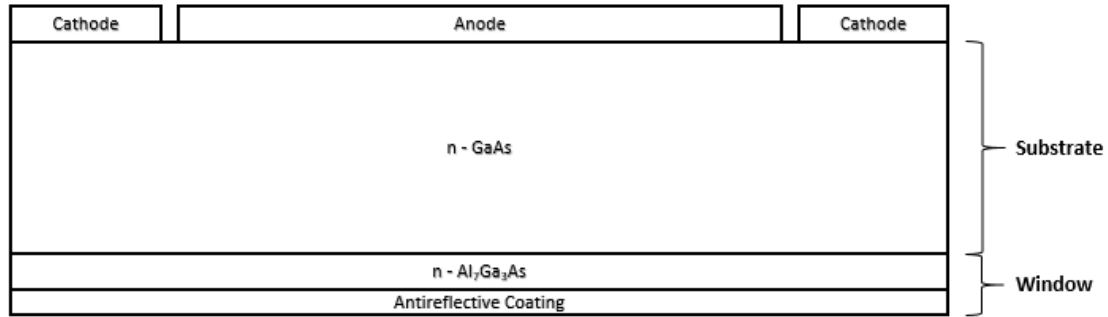 Cathode Anode Cathode
n - GaAs
Substrate
n - Al₇Ga₃As
Window
Antireflective Coating